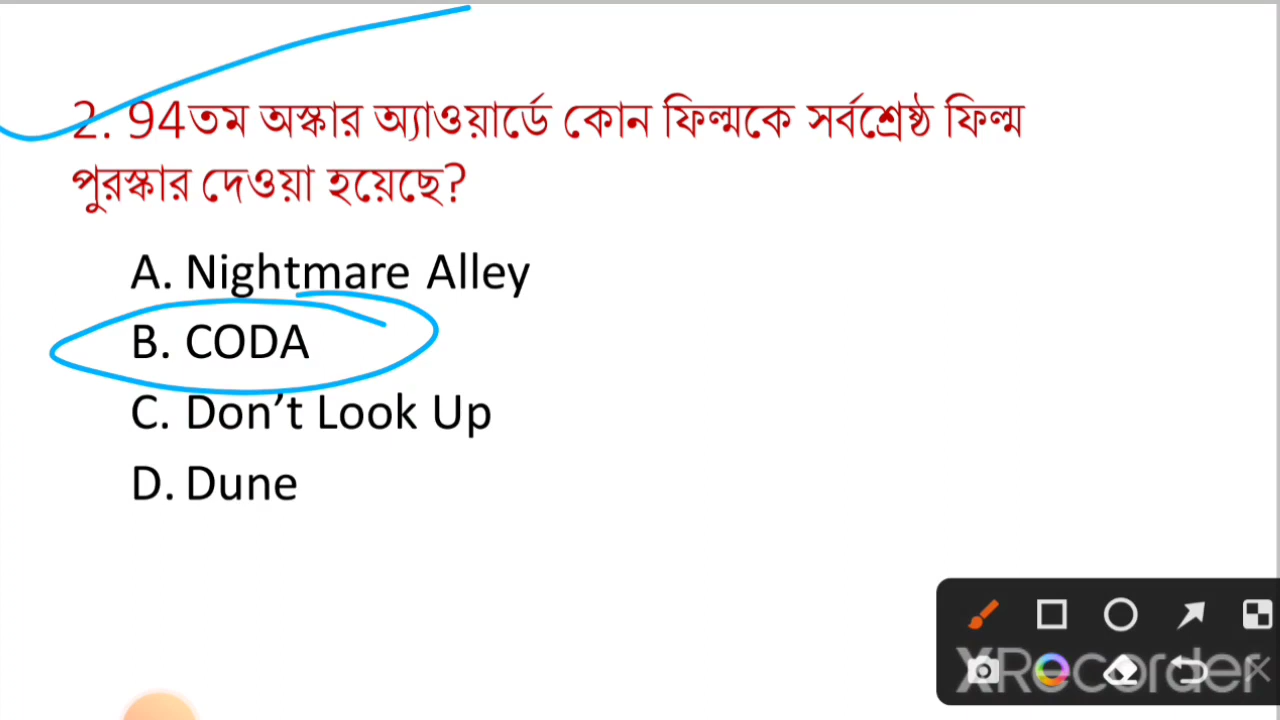 2. 94তম অস্কার অ্যাওয়ার্ডে কোন ফিল্মকে সর্বশ্রেষ্ঠ ফিল্ম
পুরস্কার দেওয়া হয়েছে?
A. Nightmare Alley
B. CODA
C. Don’t Look Up
D. Dune
XRecorder